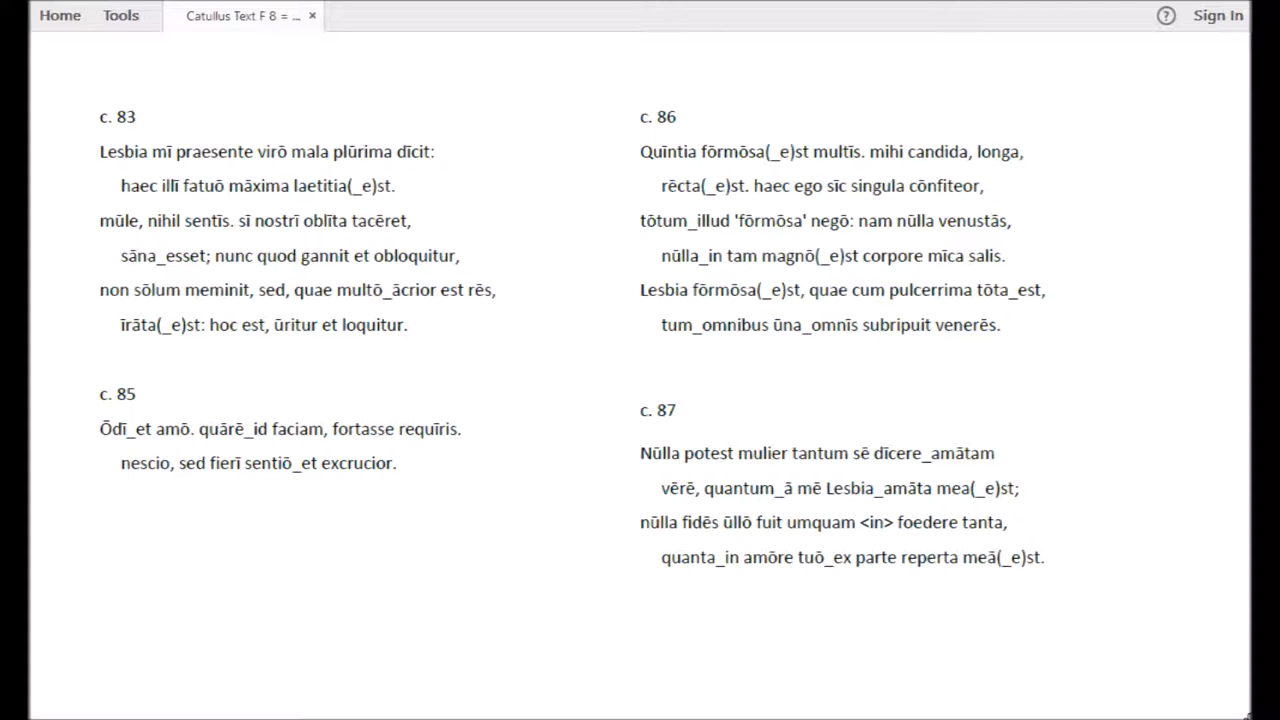 Home Tools Catullus Text F 8 = ... × ? Sign In
c. 83
Lesbia mī praesente virō mala plūrima dīcit:
haec illī fatuō māxima laetitia(_e)st.
mūle, nihil sentīs. sī nostrī oblīta tacēret,
sāna_esset; nunc quod gannit et obloquitur,
non sōlum meminit, sed, quae multō_ācrior est rēs,
īrāta(_e)st: hoc est, ūritur et loquitur.
c. 85
Ōdī_et amō. quārē_id faciam, fortasse requīris.
nescio, sed fierī sentiō_et excrucior.
c. 86
Quīntia fōrmōsa(_e)st multīs. mihi candida, longa,
rēcta(_e)st. haec ego sīc singula cōnfiteor,
tōtum_illud 'fōrmōsa' negō: nam nūlla venustās,
nūlla_in tam magnō(_e)st corpore mīca salis.
Lesbia fōrmōsa(_e)st, quae cum pulcerrima tōta_est,
tum_omnibus ūna_omnīs subripuit venerēs.
c. 87
Nūlla potest mulier tantum sē dīcere_amātam
vērē, quantum_ā mē Lesbia_amāta mea(_e)st;
nūlla fidēs ūllō fuit umquam <in> foedere tanta,
quanta_in amōre tuō_ex parte reperta meā(_e)st.